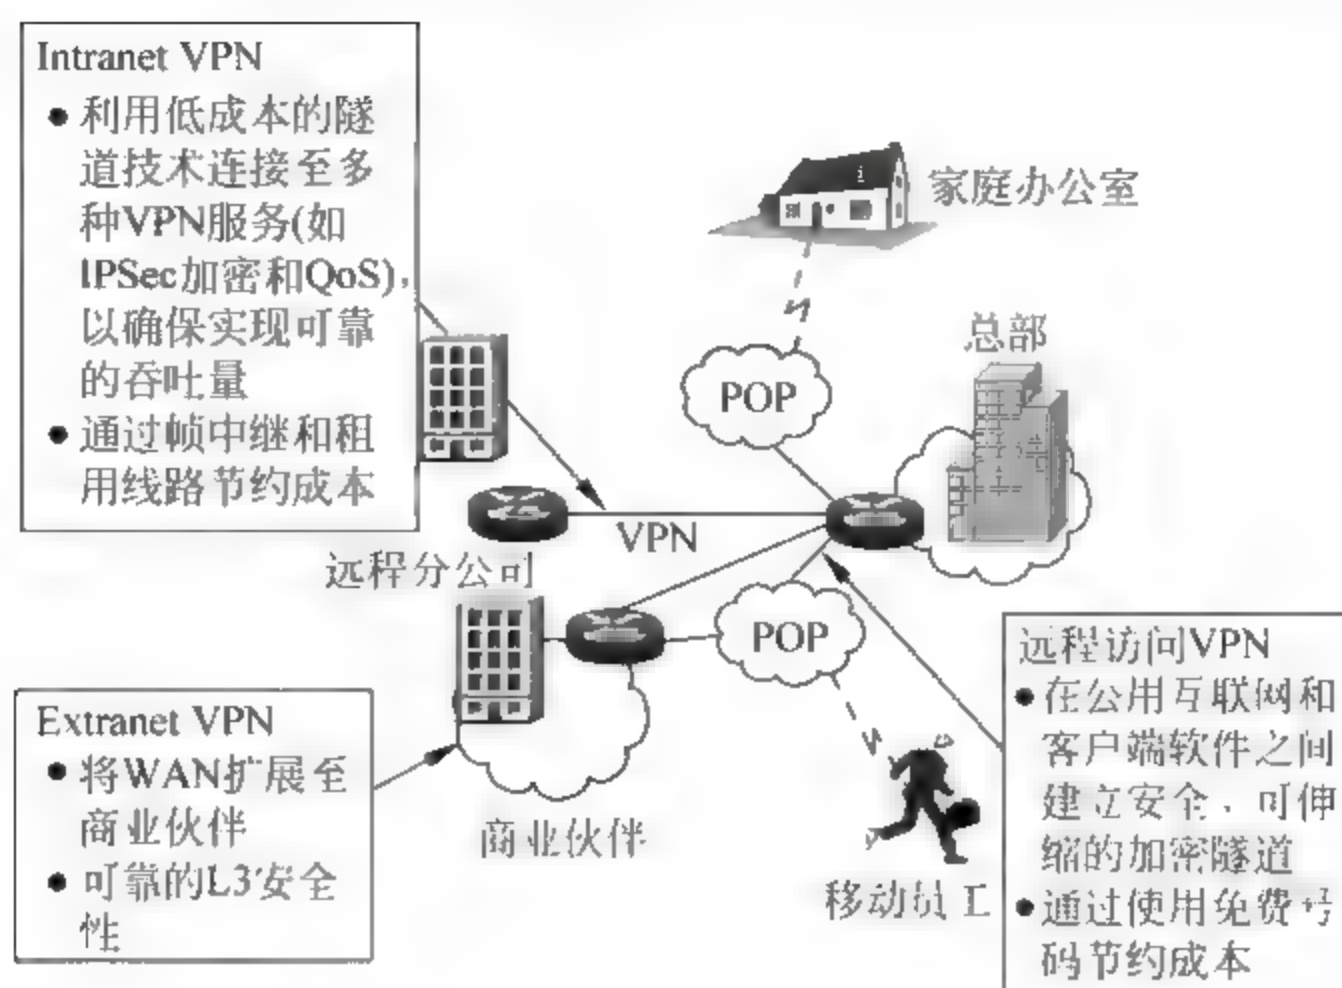 Intranet VPN
● 利用低成本的隧
道技术连接至多
种VPN服务(如
IPSec加密和QoS),
以确保实现可靠
的吞吐量
● 通过帧中继和租
用线路节约成本
家庭办公室
POP
总部
VPN
远程分公司
POP
Extranet VPN
● 将WAN扩展至
商业伙伴
● 可靠的L3安全
性
商业伙伴
移动员工
远程访问VPN
● 在公用互联网和
客户端软件之间
建立安全、可伸
缩的加密隧道
● 通过使用免费号
码节约成本